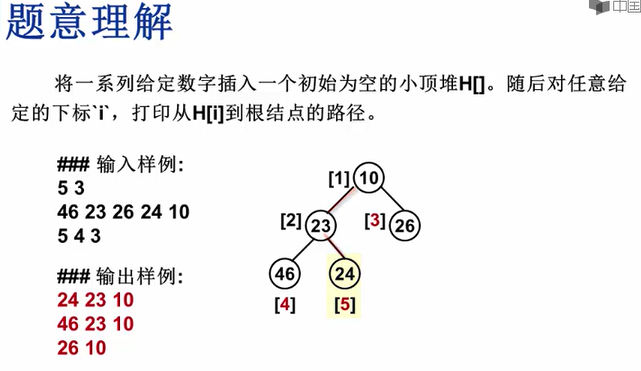 题意理解
中国
将一系列给定数字插入一个初始为空的小顶堆H[]。随后对任意给
定的下标`i`，打印从H[i]到根结点的路径。
### 输入样例:
5 3
46 23 26 24 10
5 4 3
### 输出样例:
24 23 10
46 23 10
26 10
[1] 10
[2] 23 [3] 26
46 24
[4] [5]